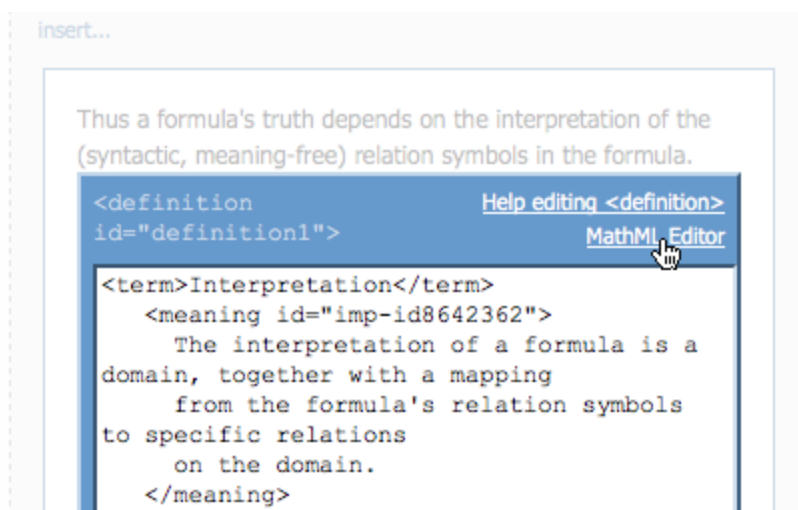 insert...
Thus a formula's truth depends on the interpretation of the
(syntactic, meaning-free) relation symbols in the formula.
<definition Help editing <definition>
id="definition1"> MathML Editor
<term>Interpretation</term>
<meaning id="imp-id8642362">
The interpretation of a formula is a
domain, together with a mapping
from the formula's relation symbols
to specific relations
on the domain.
</meaning>